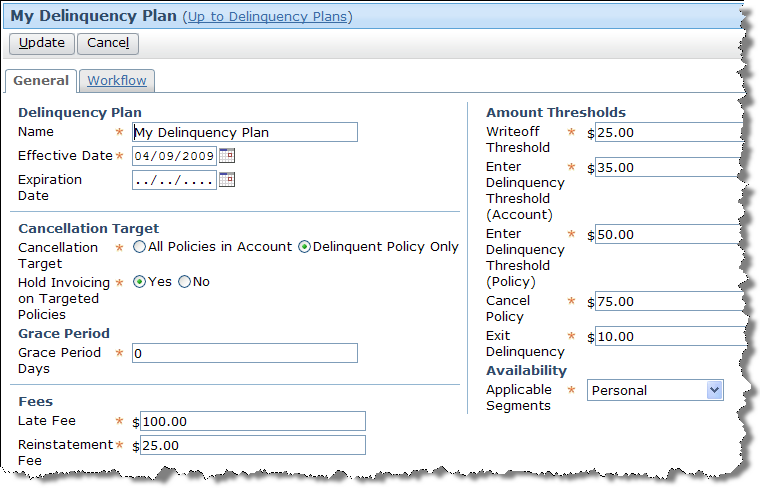 My Delinquency Plan (Up to Delinquency Plans)
Update Cancel
General Workflow
Delinquency Plan
Name * My Delinquency Plan
Effective Date * 04/09/2009
Expiration
Date
../../....
Cancellation Target
Cancellation
Target
* All Policies in Account Delinquent Policy Only
Hold Invoicing
on Targeted
Policies
* Yes No
Grace Period
Grace Period
Days
* 0
Fees
Late Fee * $100.00
Reinstatement
Fee
* $25.00
Amount Thresholds
Writeoff
Threshold
* $25.00
Enter
Delinquency
Threshold
(Account)
* $35.00
Enter
Delinquency
Threshold
(Policy)
* $50.00
Cancel
Policy
* $75.00
Exit
Delinquency
* $10.00
Availability
Applicable
Segments
* Personal